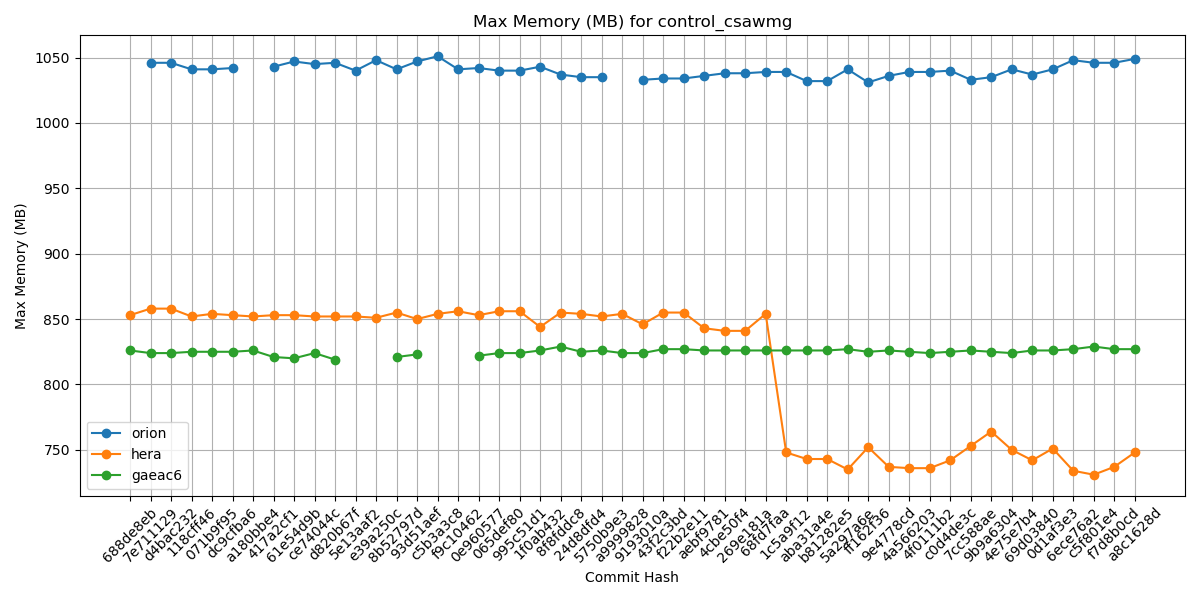 Max Memory (MB) for control_csawmg
Max Memory (MB)
1050
1000
950
900
850
800
750
orion
hera
gaeac6
688de8eb
7e711129
d4bac232
118cff46
071b9f95
dc9cfba6
a180bbe4
417a2cf1
61e54d9b
ce74044c
d820b67f
5e13aaf2
e39a250c
8b52797d
93d51aef
c5b3a3c8
f9c10462
0e960577
065def80
995c51d1
1f0ab432
8f8fddc8
24d8dfd4
5750b9e3
a9999828
9193010a
43f2c3bd
f22b2e11
aebf9781
4cbe50f4
269e181a
68fd7faa
1c5a9f12
aba31a4e
b81282e5
5a297a6e
ff162f36
9e4778cd
4a566203
4f0111b2
c0d4de3c
7cc588ae
9b9a6304
4e75e7b4
69d03840
0d1af3e3
6ece76a2
c5f801e4
f7d8b0cd
a8c1628d
Commit Hash